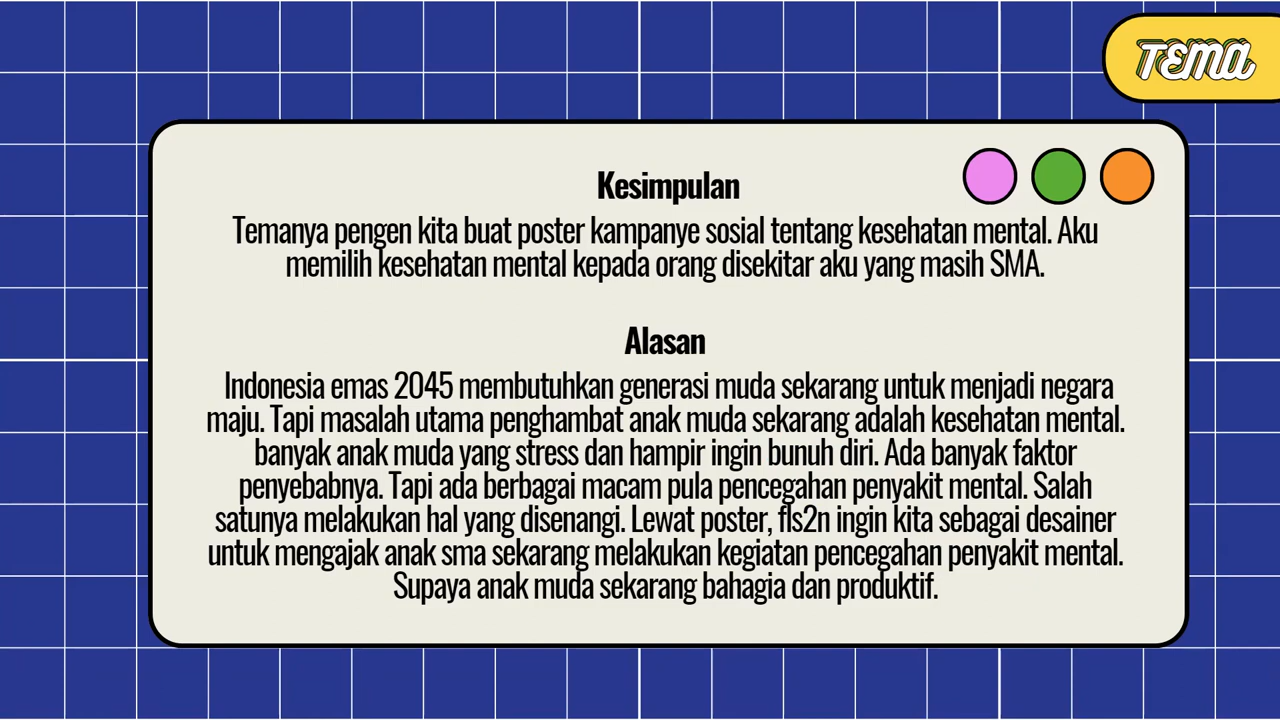 TEMA
Kesimpulan
Temanya pengen kita buat poster kampanye sosial tentang kesehatan mental. Aku
memilih kesehatan mental kepada orang disekitar aku yang masih SMA.
Alasan
Indonesia emas 2045 membutuhkan generasi muda sekarang untuk menjadi negara
maju. Tapi masalah utama penghambat anak muda sekarang adalah kesehatan mental.
banyak anak muda yang stress dan hampir ingin bunuh diri. Ada banyak faktor
penyebabnya. Tapi ada berbagai macam pula pencegahan penyakit mental. Salah
satunya melakukan hal yang disenangi. Lewat poster, fls2n ingin kita sebagai desainer
untuk mengajak anak sma sekarang melakukan kegiatan pencegahan penyakit mental.
Supaya anak muda sekarang bahagia dan produktif.